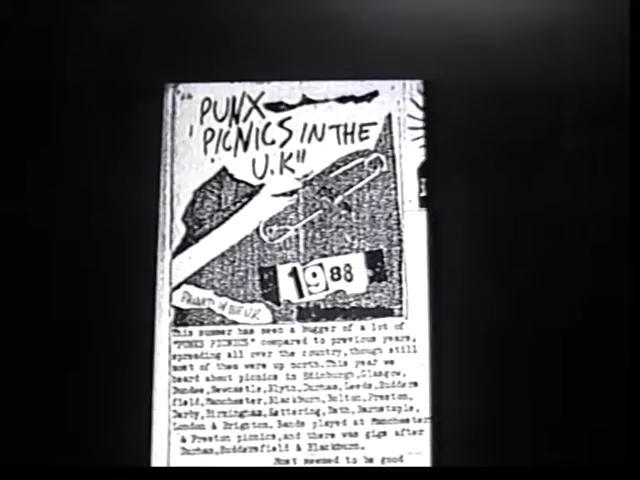 "PUNX
PICNICS IN THE
U.K"
1988
This summer has seen a bugger of a lot of
"PUNKS PICNICS" compared to previous years,
spreading all over the country, though still
most of them were up north. This year we
heard about picnics in Edinburgh, Glasgow,
Dundee, Newcastle, Blyth, Durham, Leeds, Hudders
field, Manchester, Blackburn, Bolton, Preston,
Derby, Birmingham, Kettering, Bath, Barnstaple,
London & Brighton. Bands played at Manchester
& Preston picnics, and there was gigs after
Durham, Huddersfield & Blackburn.
Most seemed to be good